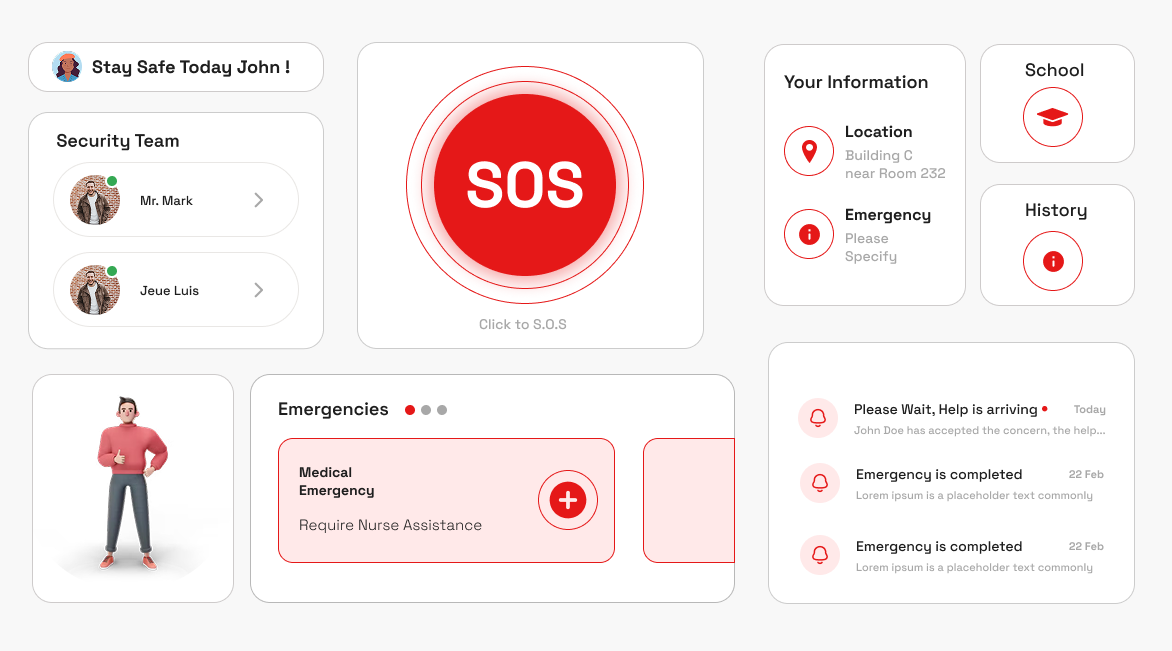 Stay Safe Today John !
Security Team
Mr. Mark
Jeue Luis
SOS
Click to S.O.S
Your Information
Location
Building C
near Room 232
Emergency
Please
Specify
School
History
Emergencies
Medical
Emergency
Require Nurse Assistance
Please Wait, Help is arriving
Today
John Doe has accepted the concern, the help...
Emergency is completed
22 Feb
Lorem ipsum is a placeholder text commonly
Emergency is completed
22 Feb
Lorem ipsum is a placeholder text commonly